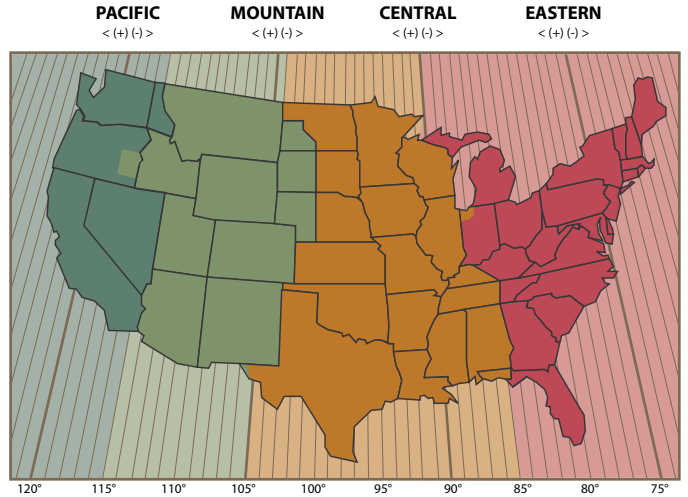 PACIFIC MOUNTAIN CENTRAL EASTERN
< (+) (-) > < (+) (-) > < (+) (-) > < (+) (-) >
120° 115° 110° 105° 100° 95° 90° 85° 80° 75°